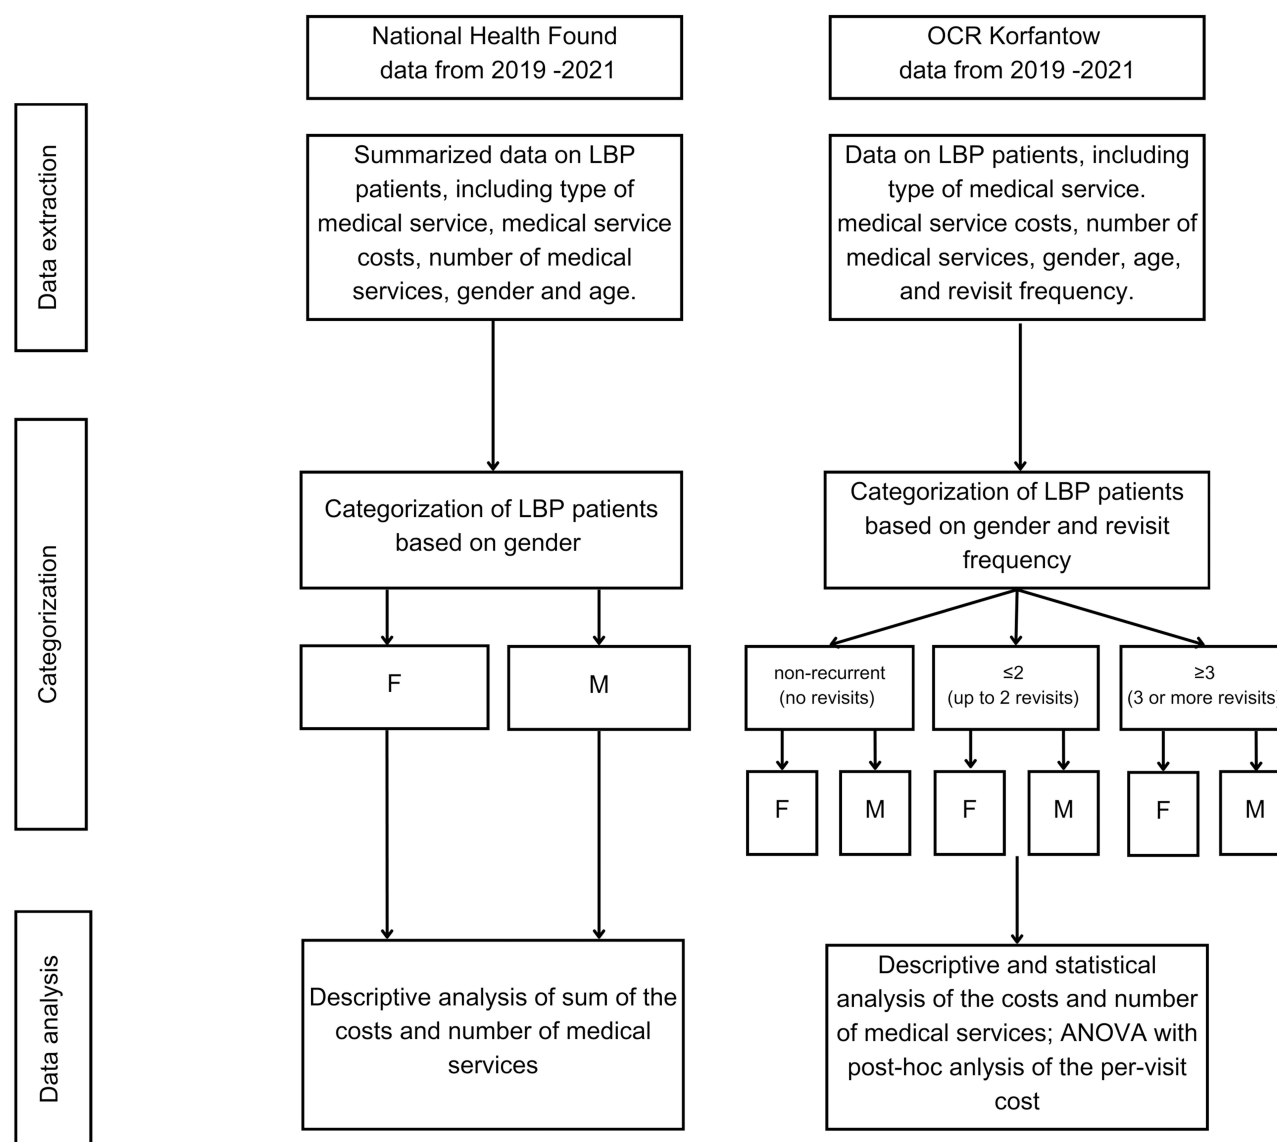 National Health Found
data from 2019 -2021
OCR Korfantow
data from 2019 -2021
Data extraction
Summarized data on LBP
patients, including type of
medical service, medical service
costs, number of medical
services, gender and age.
Data on LBP patients, including
type of medical service.
medical service costs, number of
medical services, gender, age,
and revisit frequency.
Categorization
Categorization of LBP patients
based on gender
Categorization of LBP patients
based on gender and revisit
frequency
F
M
non-recurrent
(no revisits)
≤2
(up to 2 revisits)
≥3
(3 or more revisits)
F
M
F
M
F
M
Data analysis
Descriptive analysis of sum of the
costs and number of medical
services
Descriptive and statistical
analysis of the costs and number
of medical services; ANOVA with
post-hoc anlysis of the per-visit
cost